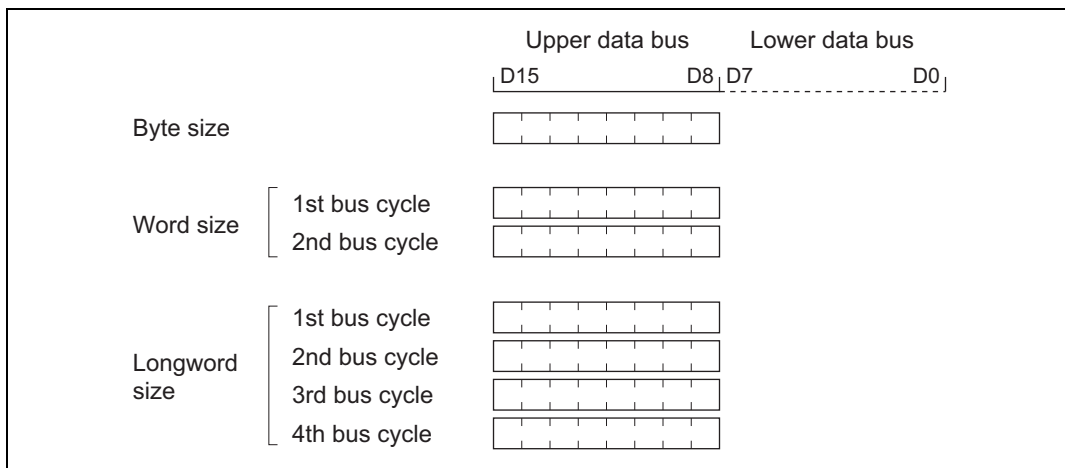 Upper data bus Lower data bus
D15 D8 D7 D0
Byte size
Word size
1st bus cycle
2nd bus cycle
Longword
size
1st bus cycle
2nd bus cycle
3rd bus cycle
4th bus cycle